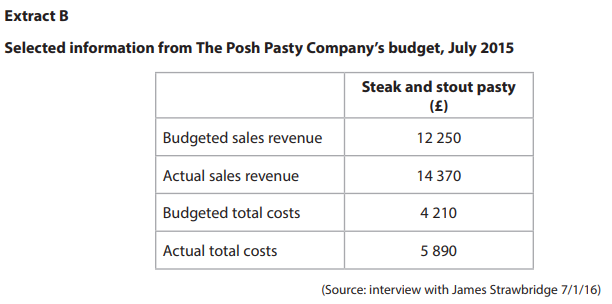 Extract B
Selected information from The Posh Pasty Company's budget, July 2015
Steak and stout pasty
(£)
Budgeted sales revenue 12 250
Actual sales revenue 14 370
Budgeted total costs 4 210
Actual total costs 5 890
(Source: interview with James Strawbridge 7/1/16)